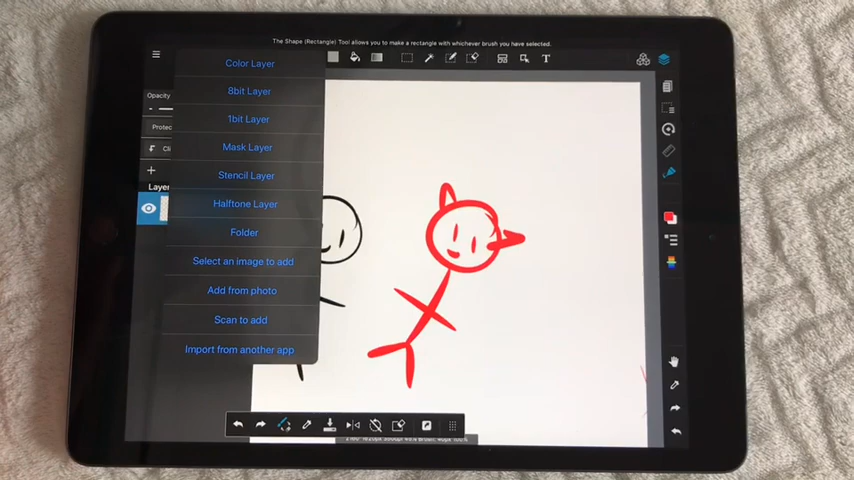 The Shape (Rectangle) Tool allows you to make a rectangle with whichever brush you have selected.
T
Opacity
Protec
Cli
Layer
Color Layer
8bit Layer
1bit Layer
Mask Layer
Stencil Layer
Halftone Layer
Folder
Select an image to add
Add from photo
Scan to add
Import from another app